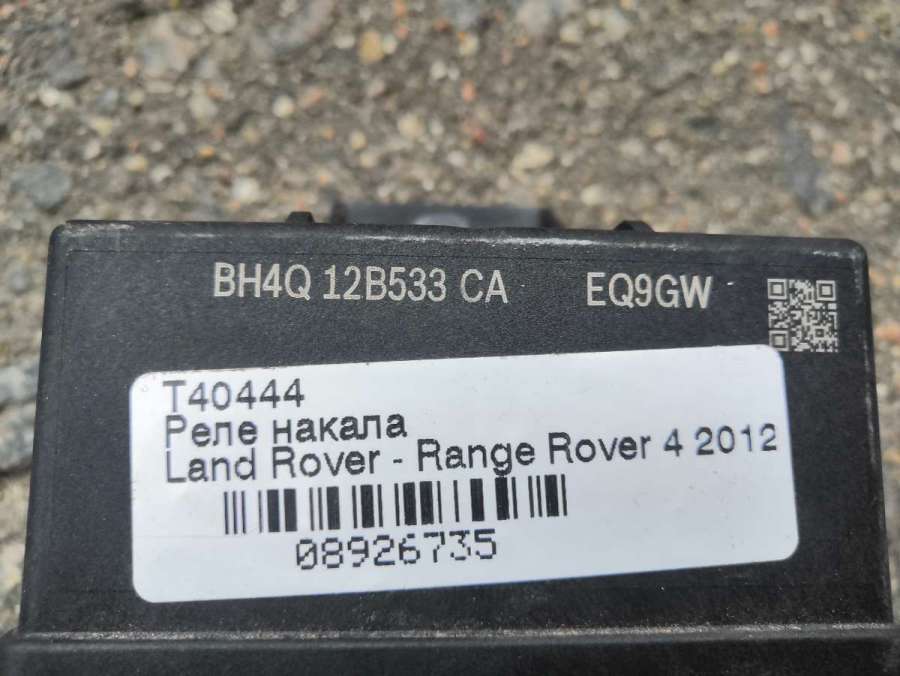 BH4Q 12B533 CA EQ9GW
T40444
Реле накала
Land Rover - Range Rover 4 2012
08926735